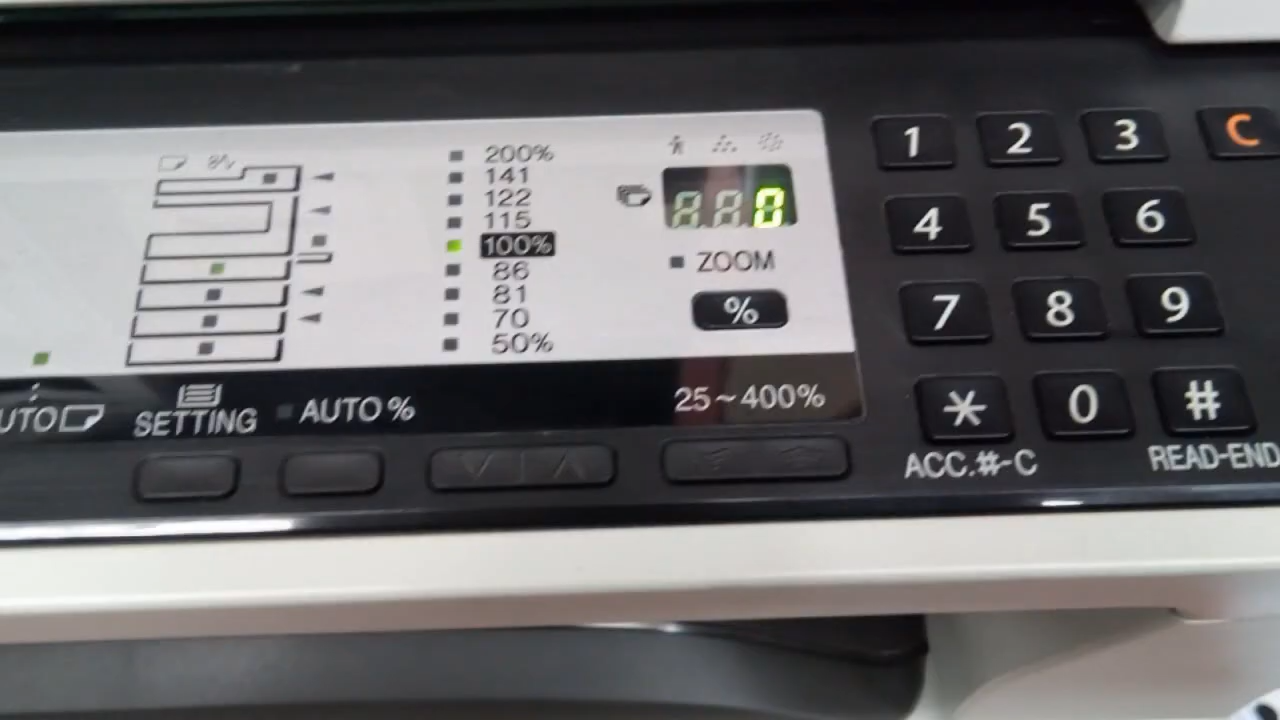 200%
141
122
115
100%
86
81
70
50%
0
ZOOM
%
25~400%
UTO
SETTING
AUTO %
1 2 3 C
4 5 6
7 8 9
* 0 #
ACC.#-C
READ-END